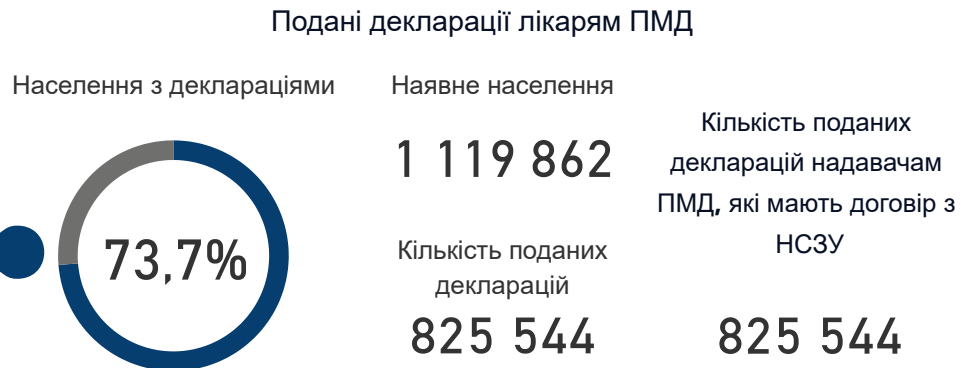 Подані декларації лікарям ПМД
Населення з деклараціями
73,7%
Наявне населення
1 119 862
Кількість поданих
декларацій
825 544
Кількість поданих
декларацій надавачам
ПМД, які мають договір з
НСЗУ
825 544